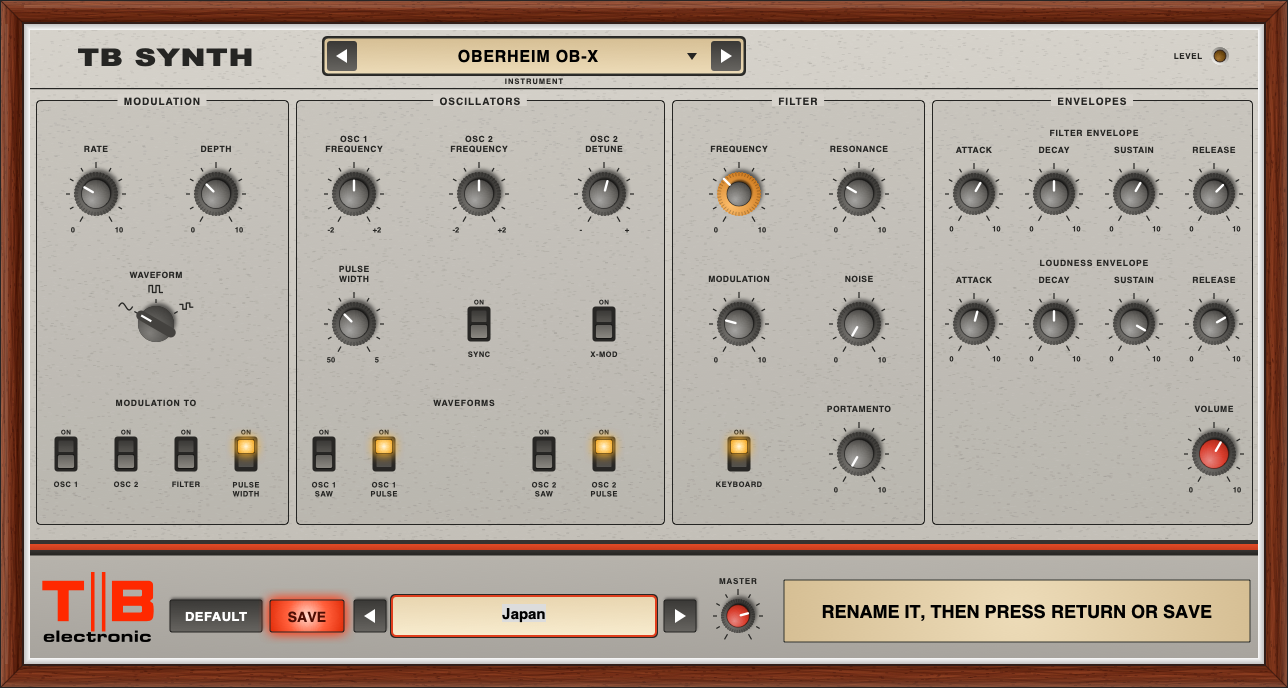 TB SYNTH
OBERHEIM OB-X
INSTRUMENT
LEVEL
MODULATION
RATE
0 10
DEPTH
0 10
WAVEFORM
MODULATION TO
ON ON ON ON
OSC 1 OSC 2 FILTER PULSE
WIDTH
OSCILLATORS
OSC 1
FREQUENCY
-2 +2
OSC 2
FREQUENCY
-2 +2
OSC 2
DETUNE
- +
PULSE
WIDTH
50 5
ON
SYNC
ON
X-MOD
WAVEFORMS
ON
OSC 1
SAW
ON
OSC 1
PULSE
ON
OSC 2
SAW
ON
OSC 2
PULSE
FILTER
FREQUENCY
0 10
RESONANCE
0 10
MODULATION
0 10
NOISE
0 10
ON
KEYBOARD
PORTAMENTO
0 10
ENVELOPES
FILTER ENVELOPE
ATTACK DECAY SUSTAIN RELEASE
0 10 0 10 0 10 0 10
LOUDNESS ENVELOPE
ATTACK DECAY SUSTAIN RELEASE
0 10 0 10 0 10 0 10
VOLUME
0 10
TB
electronic
DEFAULT
SAVE
Japan
MASTER
RENAME IT, THEN PRESS RETURN OR SAVE